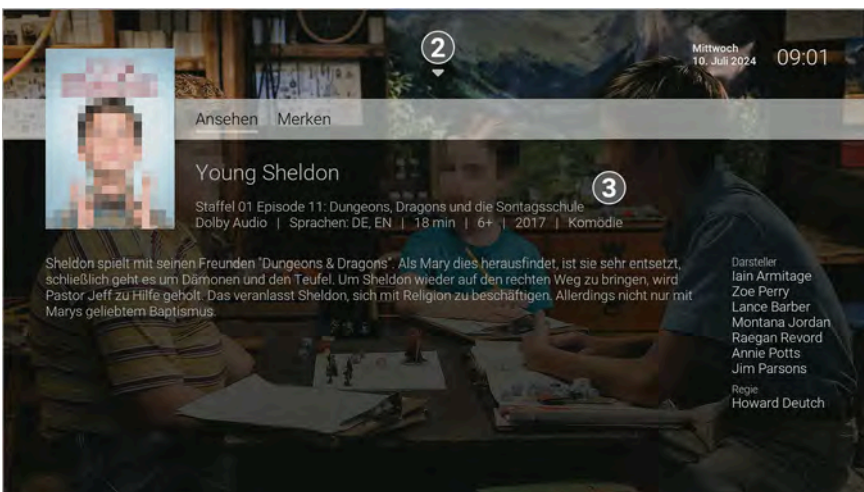 2
Mittwoch
10. Juli 2024
09:01
Ansehen Merken
Young Sheldon
3
Staffel 01 Episode 11: Dungeons, Dragons und die Sontagsschule
Dolby Audio | Sprachen: DE, EN | 18 min | 6+ | 2017 | Komödie
Sheldon spielt mit seinen Freunden "Dungeons & Dragons". Als Mary dies herausfindet, ist sie sehr entsetzt,
schließlich geht es um Dämonen und den Teufel. Um Sheldon wieder auf den rechten Weg zu bringen, wird
Pastor Jeff zu Hilfe geholt. Das veranlasst Sheldon, sich mit Religion zu beschäftigen. Allerdings nicht nur mit
Marys geliebtem Baptismus.
Darsteller
Iain Armitage
Zoe Perry
Lance Barber
Montana Jordan
Raegan Revord
Annie Potts
Jim Parsons
Regie
Howard Deutch